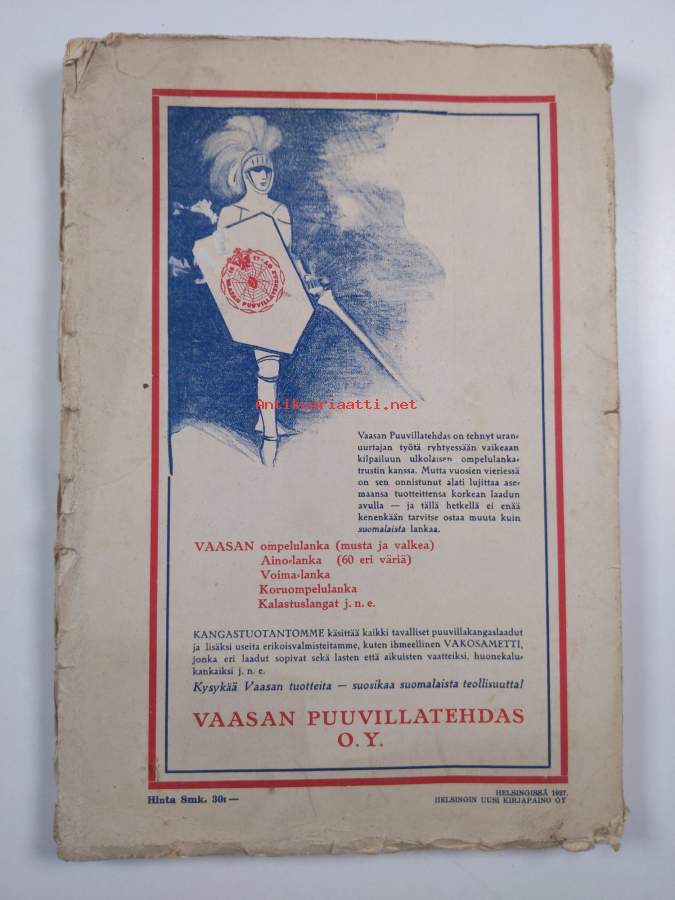 VAASAN PUUVILLATEHDAS
Antikvariaatti.net
Vaasan Puuvillatehdas on tehnyt uran=
uurtajan työtä ryhtyessään vaikeaan
kilpailuun ulkolaisen ompelulanka=
trustin kanssa. Mutta vuosien vieriessä
on sen onnistunut alati lujittaa ase=
maansa tuotteittensa korkean laadun
avulla — ja tällä hetkellä ei enää
kenenkään tarvitse ostaa muuta kuin
suomalaista lankaa.
VAASAN ompelulanka (musta ja valkea)
Aino=lanka (60 eri väriä)
Voima=lanka
Koruompelulanka
Kalastuslangat j. n. e.
KANGASTUOTANTOMME käsittää kaikki tavalliset puuvillakangaslaadut
ja lisäksi useita erikoisvalmisteitamme, kuten ihmeellinen VAKOSAMETTI,
jonka eri laadut sopivat sekä lasten että aikuisten vaatteiksi, huonekalu=
kankaiksi j. n. e.
Kysykää Vaasan tuotteita — suosikaa suomalaista teollisuutta!
VAASAN PUUVILLATEHDAS
O.Y.
Hinta Smk. 30: —
HELSINGISSÄ 1927.
HELSINGIN UUSI KIRJAPAINO OY